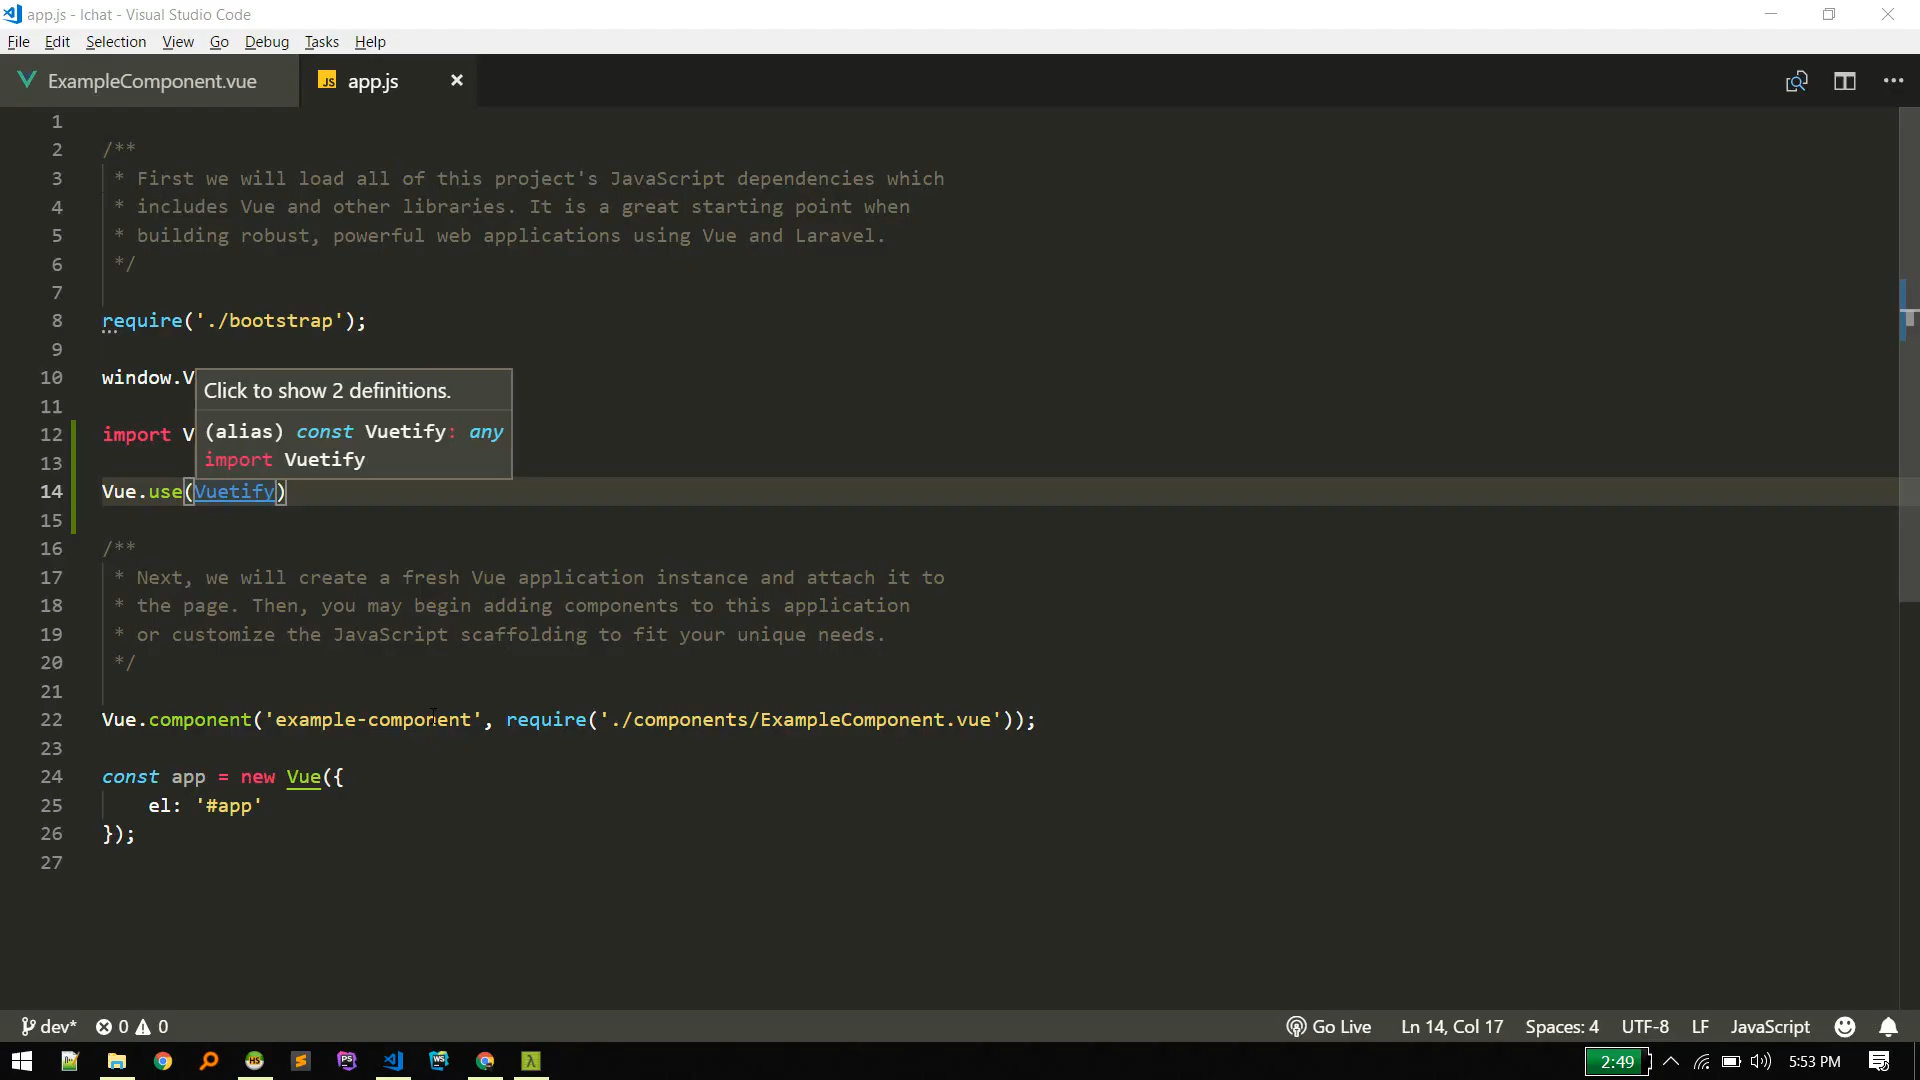 app.js - lchat - Visual Studio Code
File Edit Selection View Go Debug Tasks Help
ExampleComponent.vue
JS app.js
1
2 /**
3 * First we will load all of this project's JavaScript dependencies which
4 * includes Vue and other libraries. It is a great starting point when
5 * building robust, powerful web applications using Vue and Laravel.
6 */
7
8 require('./bootstrap');
9
10 window.V
Click to show 2 definitions.
11
12 import V
(alias) const Vuetify: any
import Vuetify
13
14 Vue.use(Vuetify)
15
16 /**
17 * Next, we will create a fresh Vue application instance and attach it to
18 * the page. Then, you may begin adding components to this application
19 * or customize the JavaScript scaffolding to fit your unique needs.
20 */
21
22 Vue.component('example-component', require('./components/ExampleComponent.vue'));
23
24 const app = new Vue({
25 el: '#app'
26 });
27
dev* 0 0 Go Live Ln 14, Col 17 Spaces: 4 UTF-8 LF JavaScript
HS PS WS λ 2:49 5:53 PM